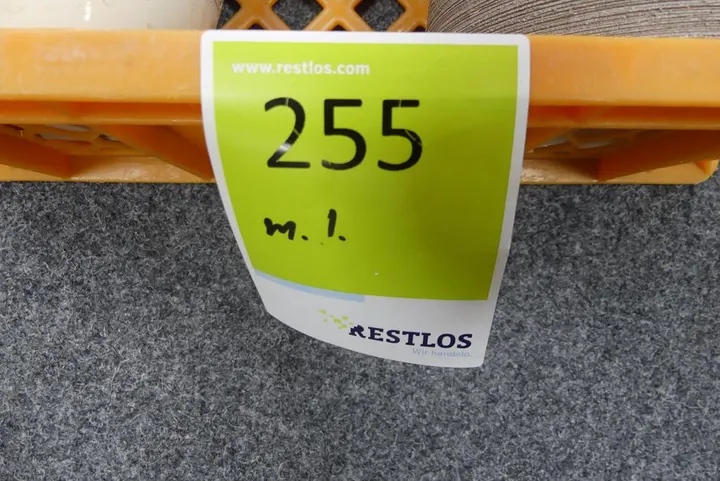 www.restlos.com
255
m. l.
RESTLOS
Wir handeln.